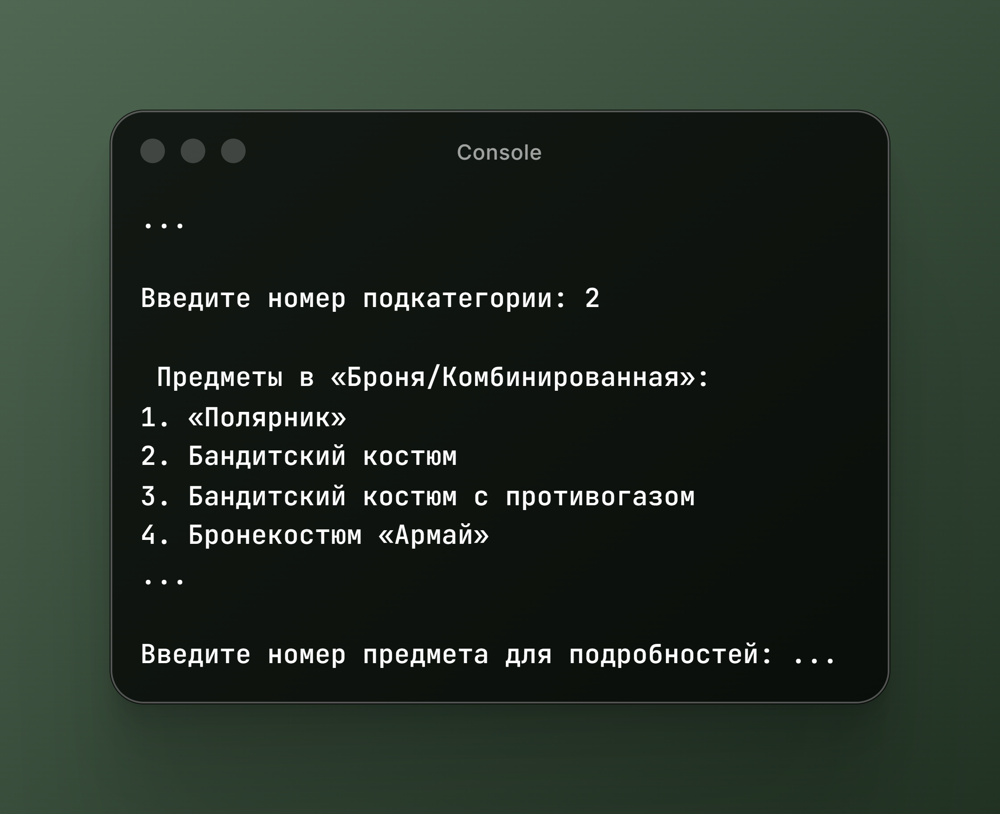 Console
...
Введите номер подкатегории: 2
Предметы в «Броня/Комбинированная»:
1. «Полярник»
2. Бандитский костюм
3. Бандитский костюм с противогазом
4. Бронекостюм «Армай»
...
Введите номер предмета для подробностей: ...